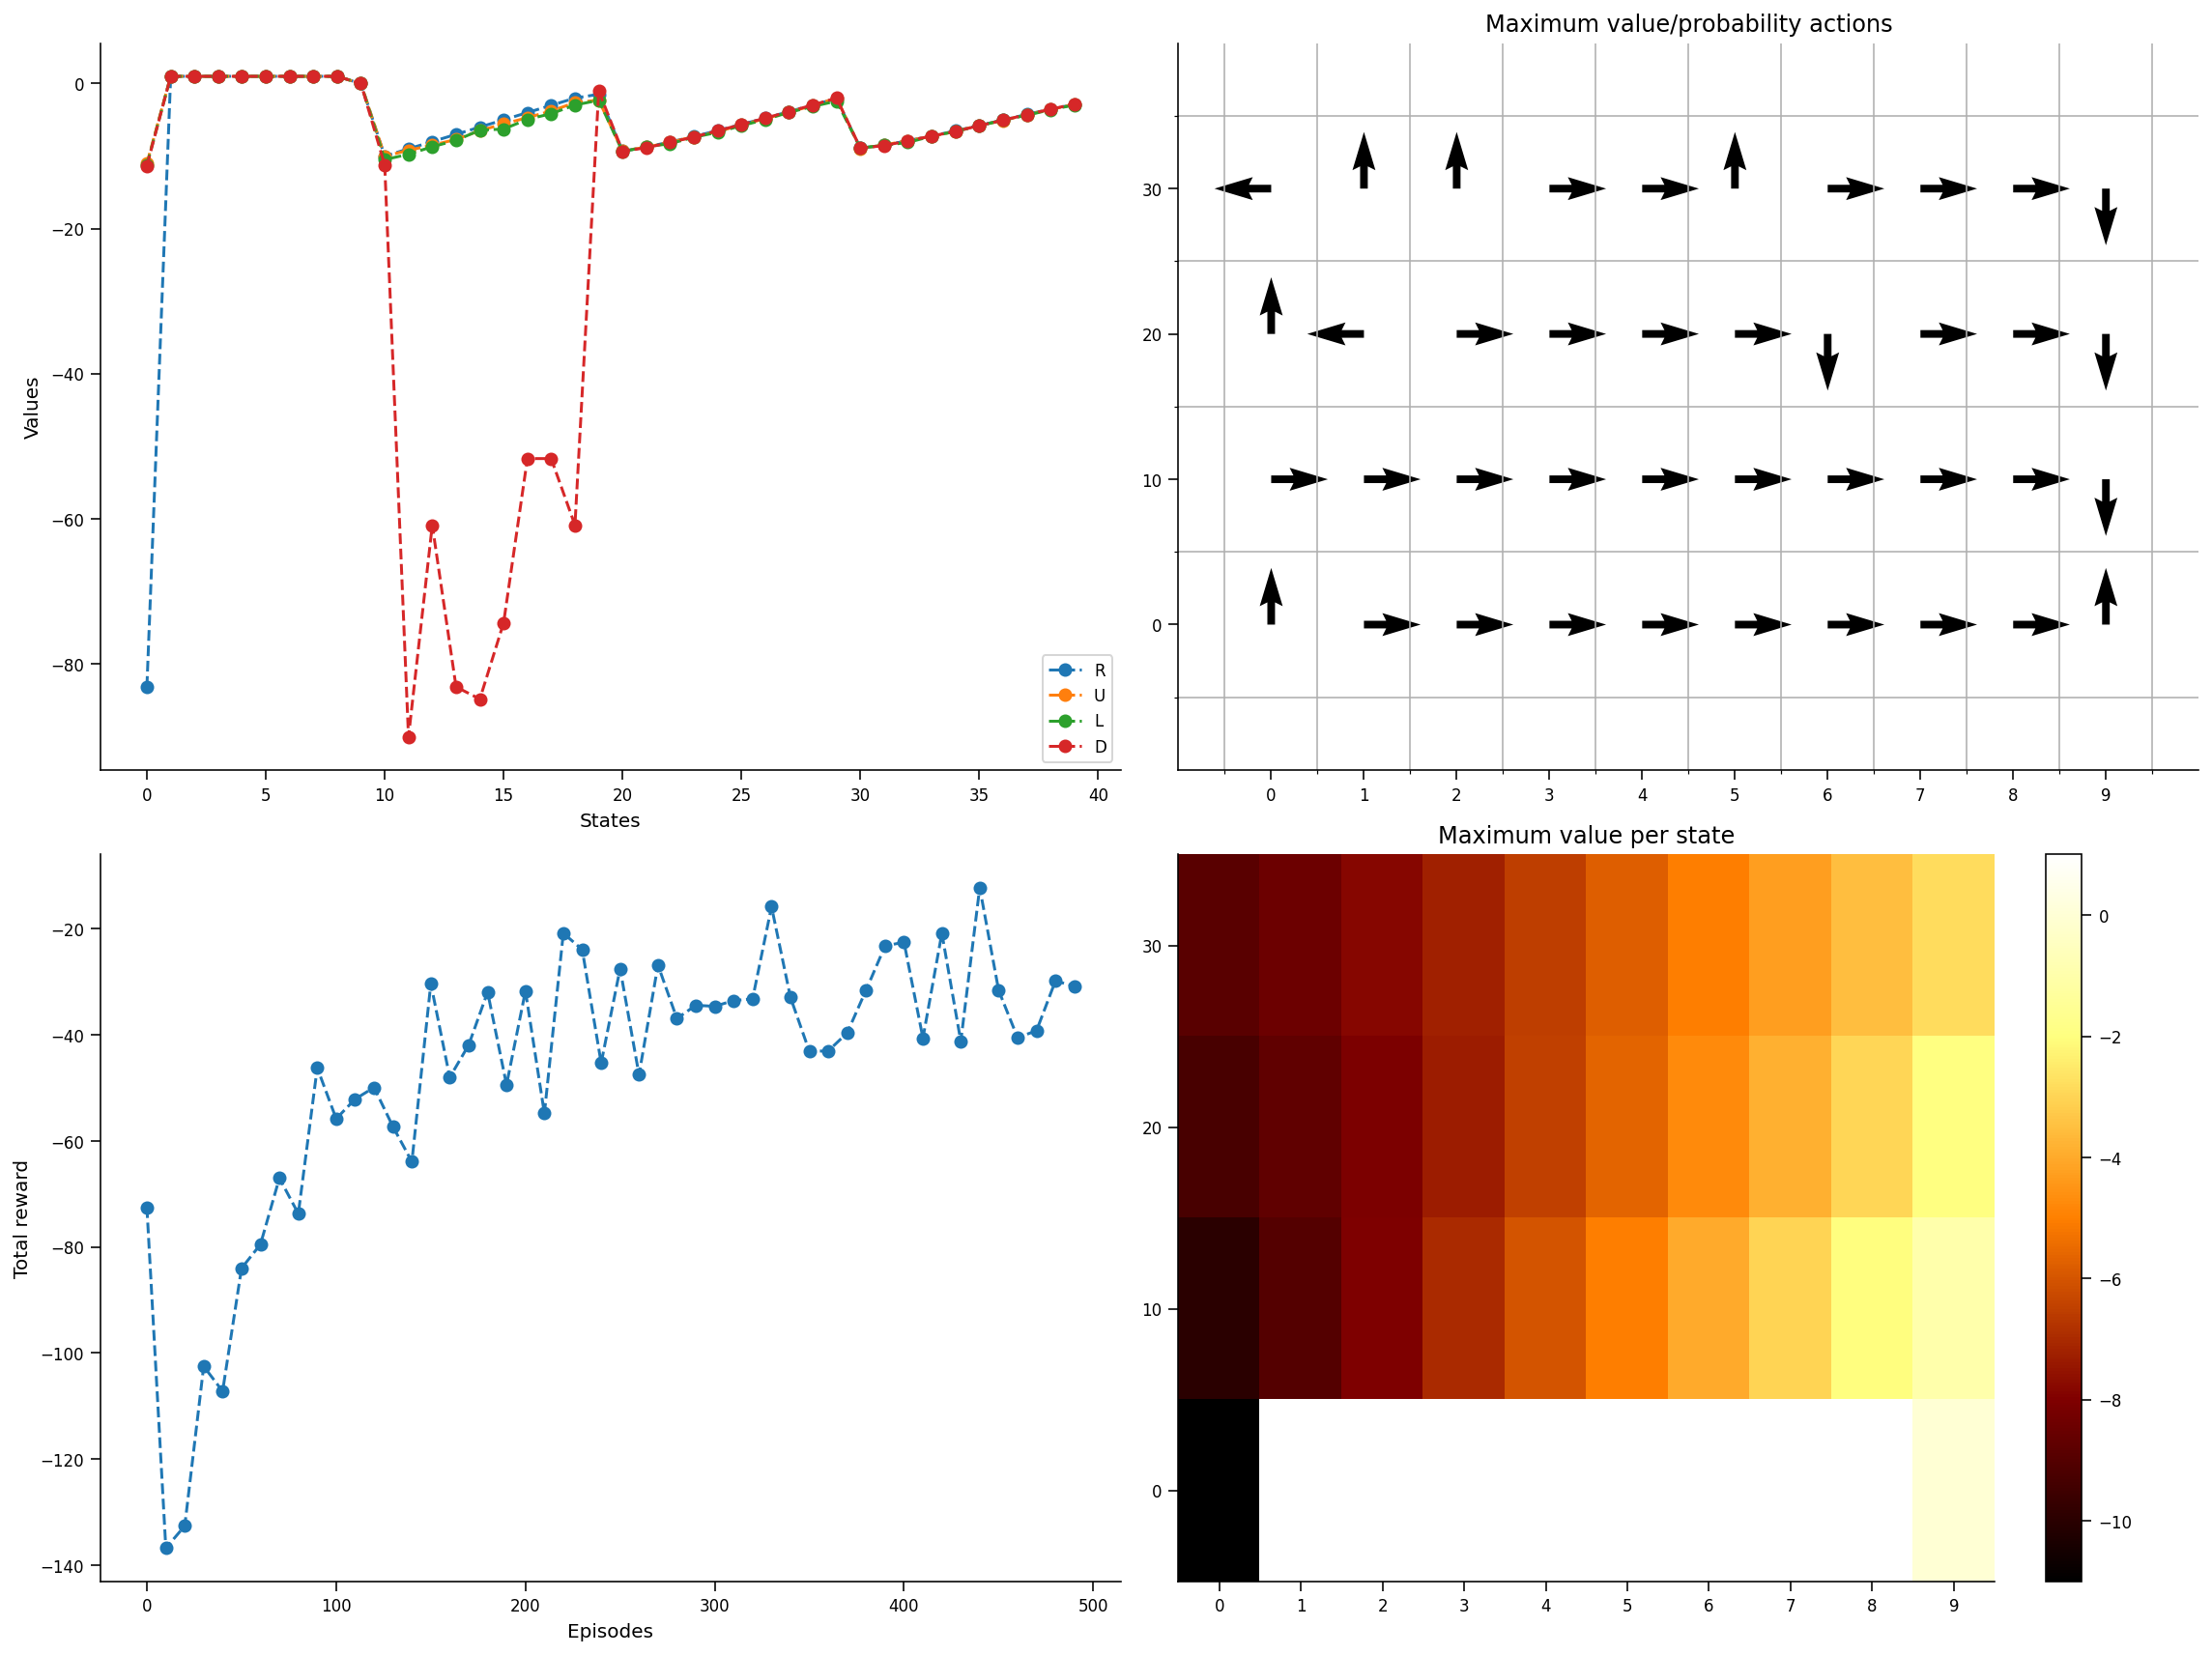 0
−20
−40
−60
−80
Values
0 5 10 15 20 25 30 35 40
States
R
U
L
D
Maximum value/probability actions
30
20
10
0
0 1 2 3 4 5 6 7 8 9
−20
−40
−60
−80
−100
−120
−140
Total reward
0 100 200 300 400 500
Episodes
Maximum value per state
30
20
10
0
0 1 2 3 4 5 6 7 8 9
0
−2
−4
−6
−8
−10